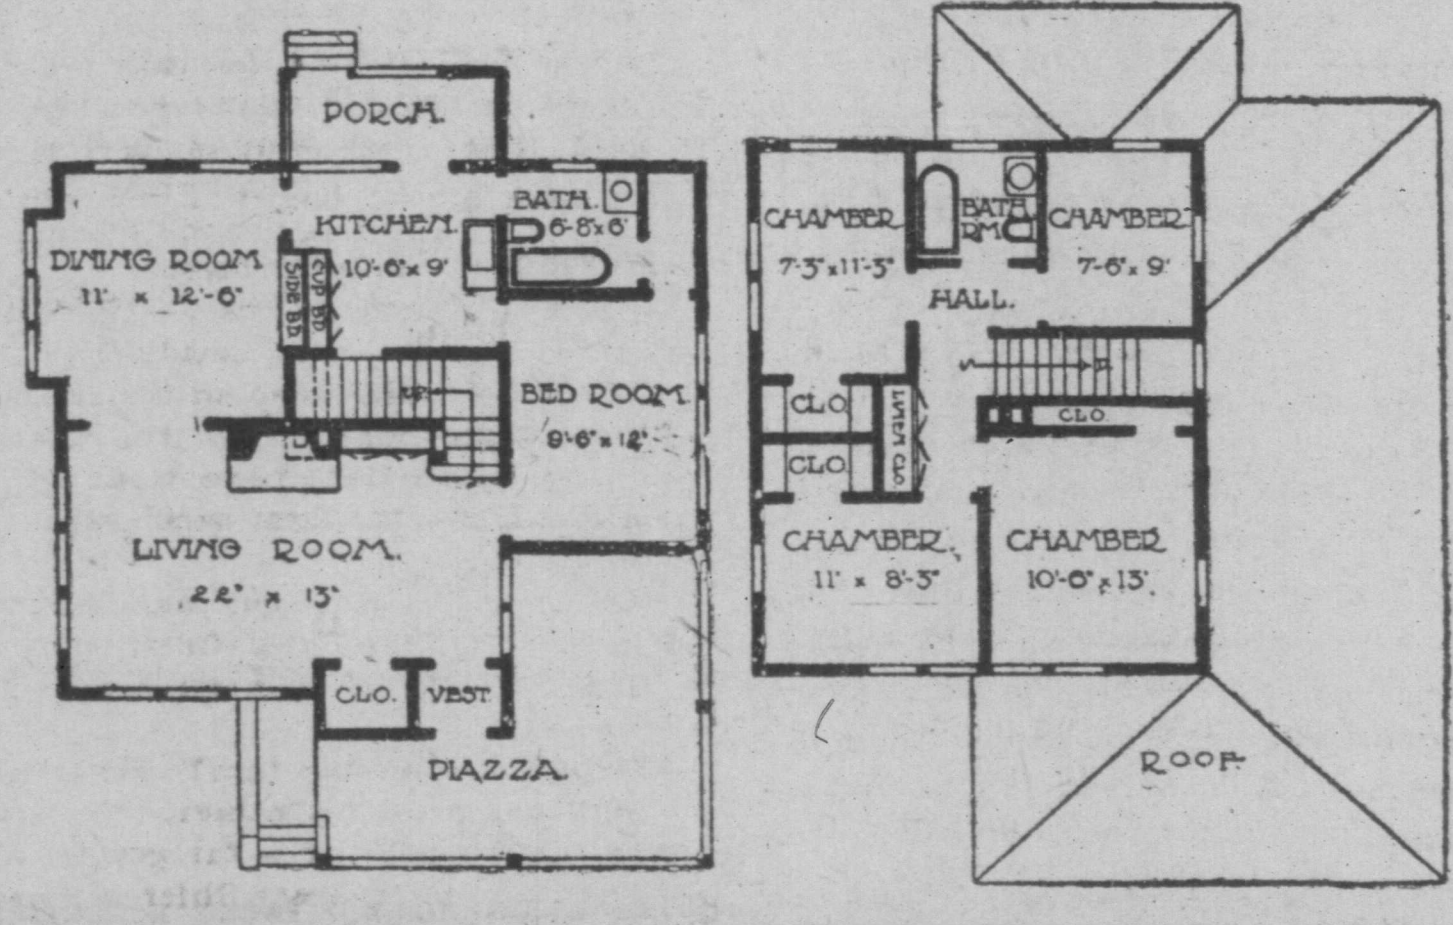 PORCH.
BATH.
6'-8"x6'
KITCHEN.
10'-6"x 9'
DINING ROOM
11' x 12'-6"
SIDE BD
CUP BD
UP
BED ROOM.
9'-6"x 12'
LIVING ROOM.
22' x 13'
CLO.
VEST.
PIAZZA.
CHAMBER.
7'-3"x11'-3"
BATH
RM.
CHAMBER.
7'-6"x 9'
HALL.
CLO.
LINEN CLO.
CLO.
CLO.
CHAMBER.
11' x 8'-3"
CHAMBER
10'-6"x 13'
ROOF.